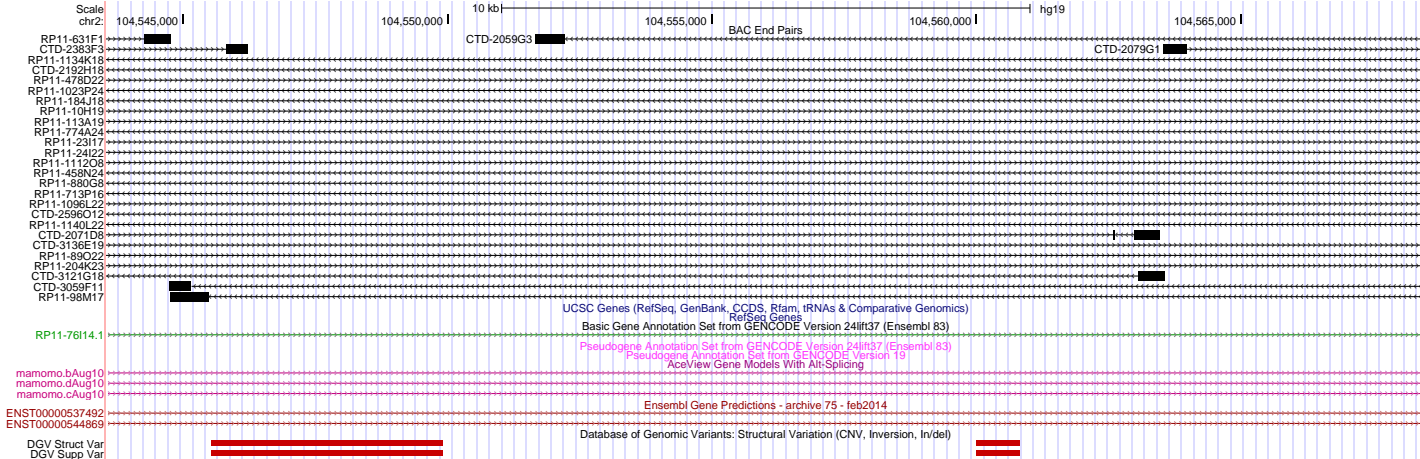 Scale 10 kb hg19
chr2: 104,545,000 104,550,000 104,555,000 104,560,000 104,565,000
BAC End Pairs
RP11-631F1 CTD-2059G3
CTD-2383F3 CTD-2079G1
RP11-1134K18
CTD-2192H18
RP11-478D22
RP11-1023P24
RP11-184J18
RP11-10H19
RP11-113A19
RP11-774A24
RP11-23I17
RP11-24I22
RP11-1112O8
RP11-458N24
RP11-880G8
RP11-713P16
RP11-1096L22
CTD-2596O12
RP11-1140L22
CTD-2071D8
CTD-3136E19
RP11-89O22
RP11-204K23
CTD-3121G18
CTD-3059F11
RP11-98M17
UCSC Genes (RefSeq, GenBank, CCDS, Rfam, tRNAs & Comparative Genomics)
RefSeq Genes
Basic Gene Annotation Set from GENCODE Version 24lift37 (Ensembl 83)
RP11-76I14.1
Pseudogene Annotation Set from GENCODE Version 24lift37 (Ensembl 83)
Pseudogene Annotation Set from GENCODE Version 19
AceView Gene Models With Alt-Splicing
mamomo.bAug10
mamomo.dAug10
mamomo.cAug10
Ensembl Gene Predictions - archive 75 - feb2014
ENST00000537492
ENST00000544869
Database of Genomic Variants: Structural Variation (CNV, Inversion, In/del)
DGV Struct Var
DGV Supp Var